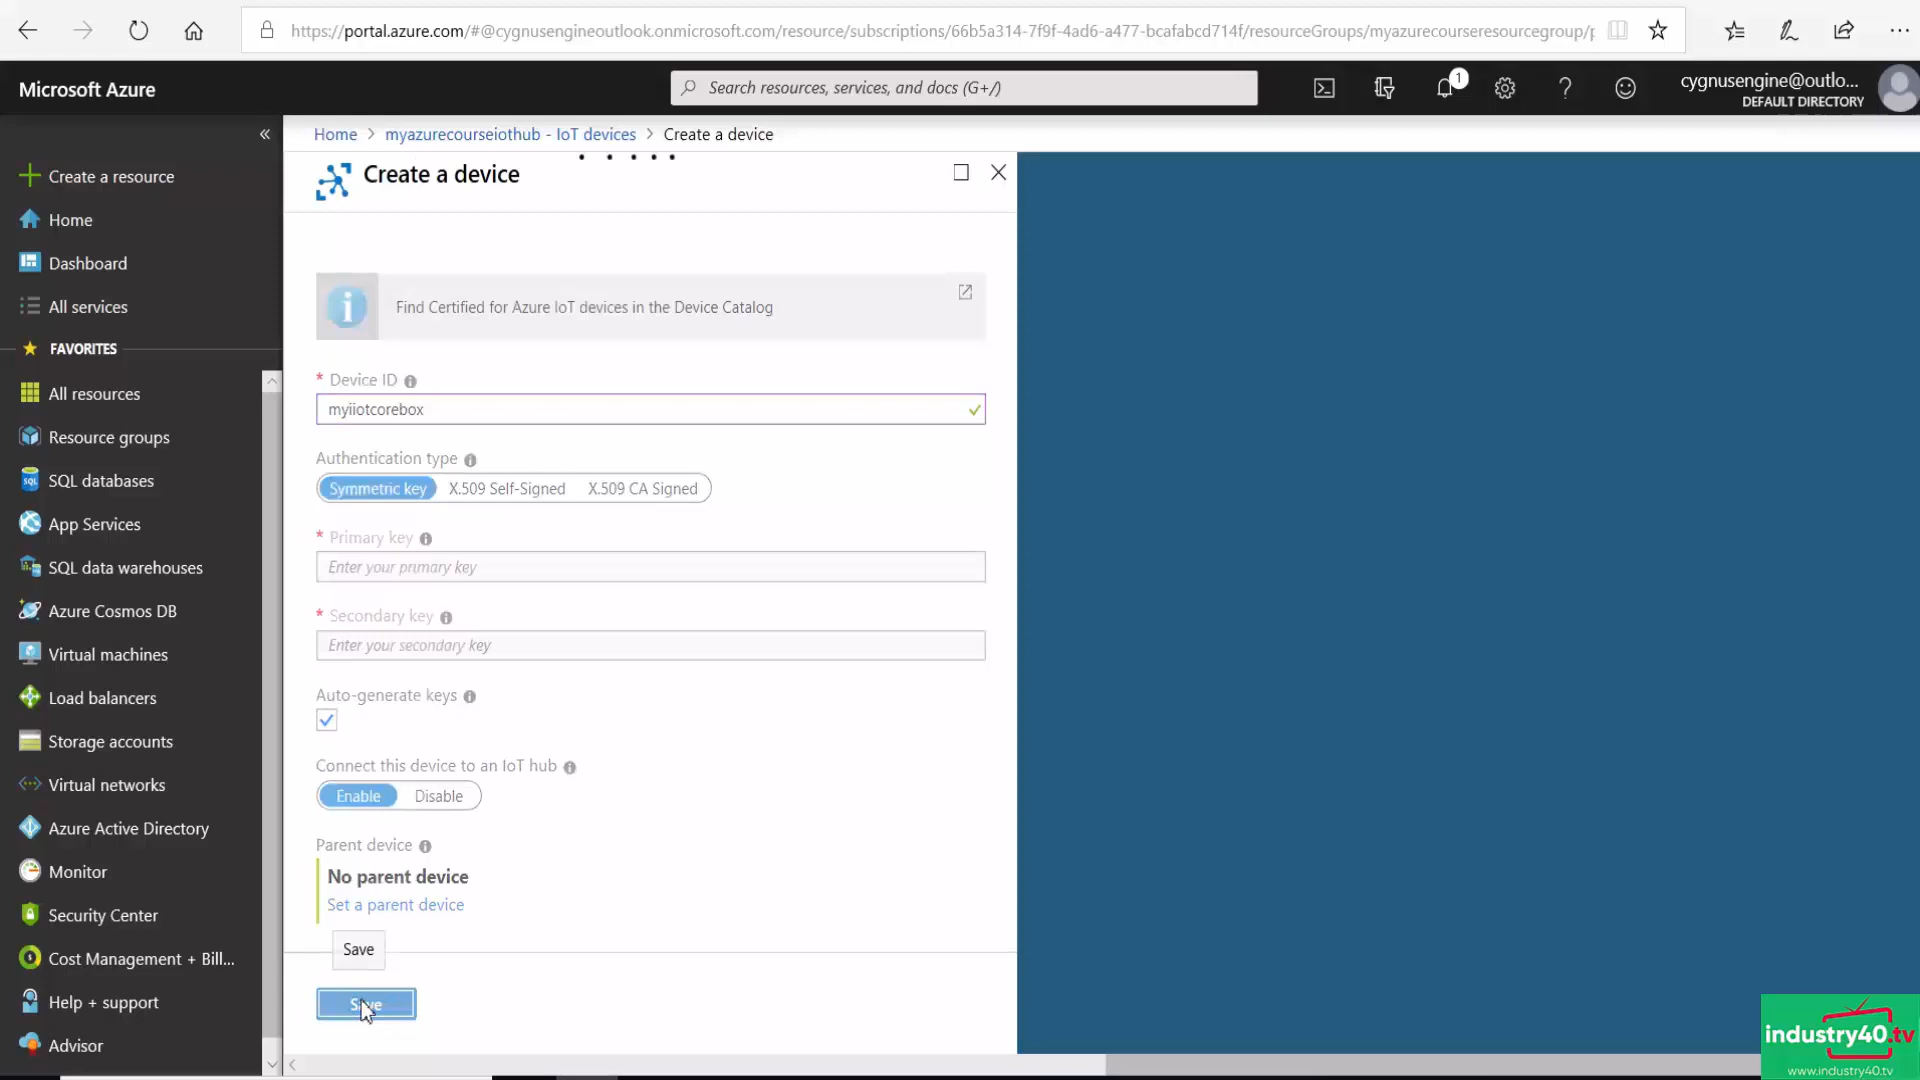 https://portal.azure.com/#@cygnusengineoutlook.onmicrosoft.com/resource/subscriptions/66b5a314-7f9f-4ad6-a477-bcafabcd714f/resourceGroups/myazurecourseresourcegroup/p
Microsoft Azure
Search resources, services, and docs (G+/)
1
cygnusengine@outlo...
DEFAULT DIRECTORY
«
Home > myazurecourseiothub - IoT devices > Create a device
Create a resource
Home
Dashboard
All services
FAVORITES
All resources
Resource groups
SQL databases
App Services
SQL data warehouses
Azure Cosmos DB
Virtual machines
Load balancers
Storage accounts
Virtual networks
Azure Active Directory
Monitor
Security Center
Cost Management + Bill...
Help + support
Advisor
Create a device
Find Certified for Azure IoT devices in the Device Catalog
* Device ID
myiiotcorebox
Authentication type
Symmetric key X.509 Self-Signed X.509 CA Signed
* Primary key
Enter your primary key
* Secondary key
Enter your secondary key
Auto-generate keys
Connect this device to an IoT hub
Enable Disable
Parent device
No parent device
Set a parent device
Save
Save
industry40.tv
www.industry40.tv